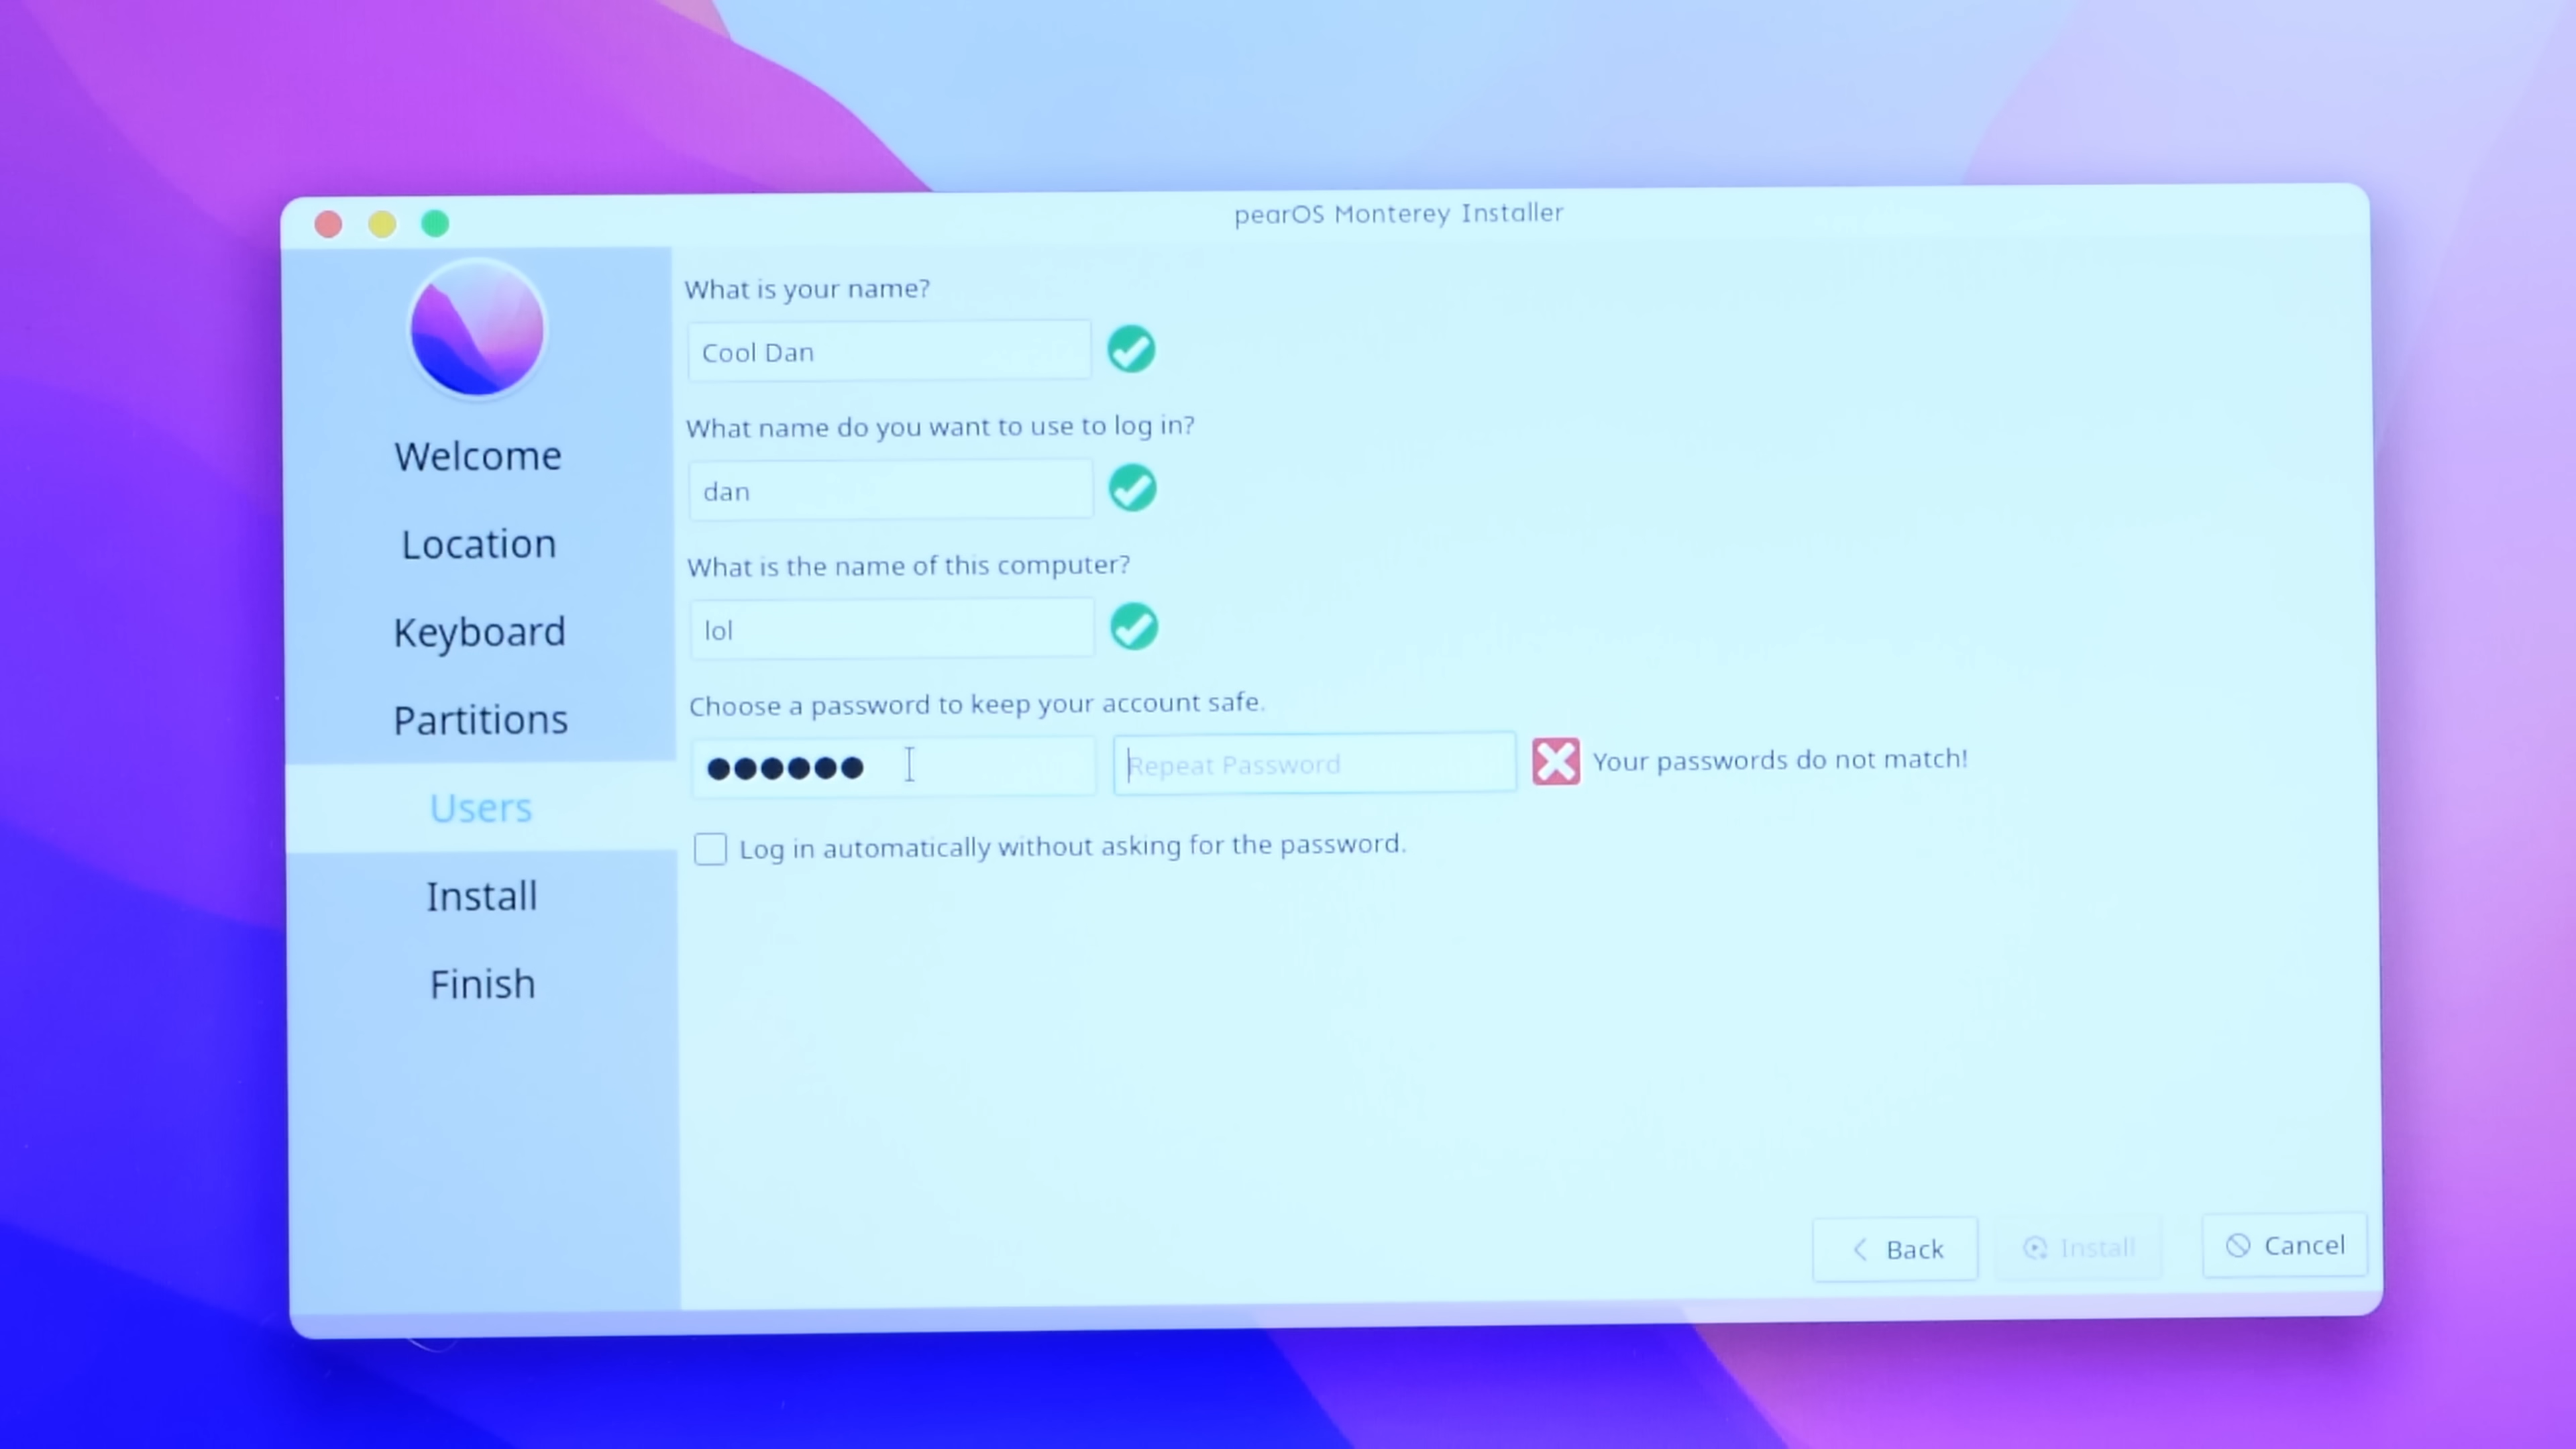 pearOS Monterey Installer
Welcome
Location
Keyboard
Partitions
Users
Install
Finish
What is your name?
Cool Dan
What name do you want to use to log in?
dan
What is the name of this computer?
lol
Choose a password to keep your account safe.
●●●●●● Repeat Password Your passwords do not match!
Log in automatically without asking for the password.
Back Install Cancel